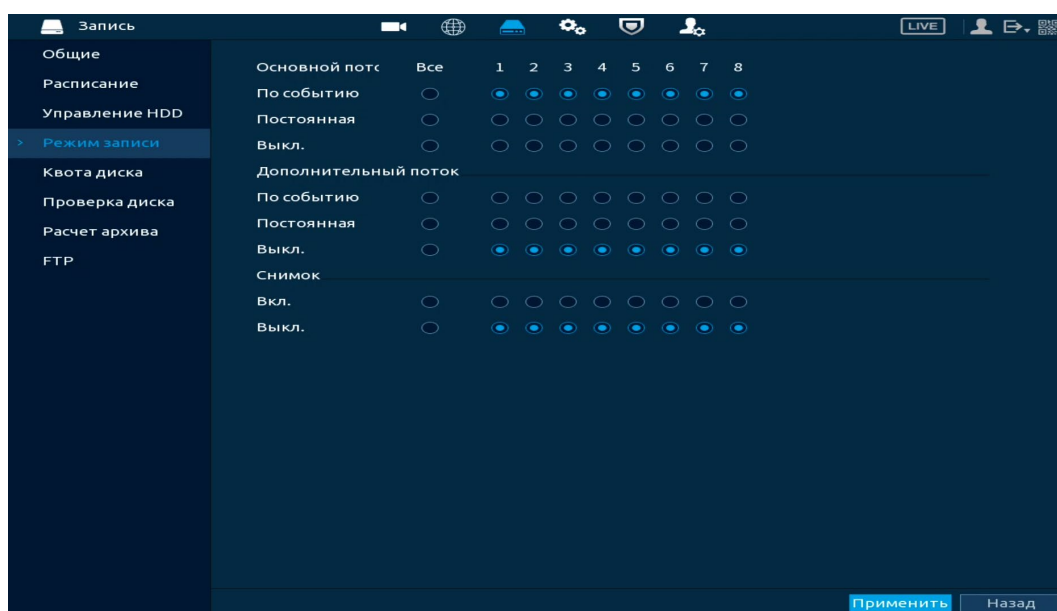 Запись LIVE
Общие
Расписание
Управление HDD
> Режим записи
Квота диска
Проверка диска
Расчет архива
FTP
Основной пото Все 1 2 3 4 5 6 7 8
По событию
Постоянная
Выкл.
Дополнительный поток
По событию
Постоянная
Выкл.
Снимок
Вкл.
Выкл.
Применить Назад